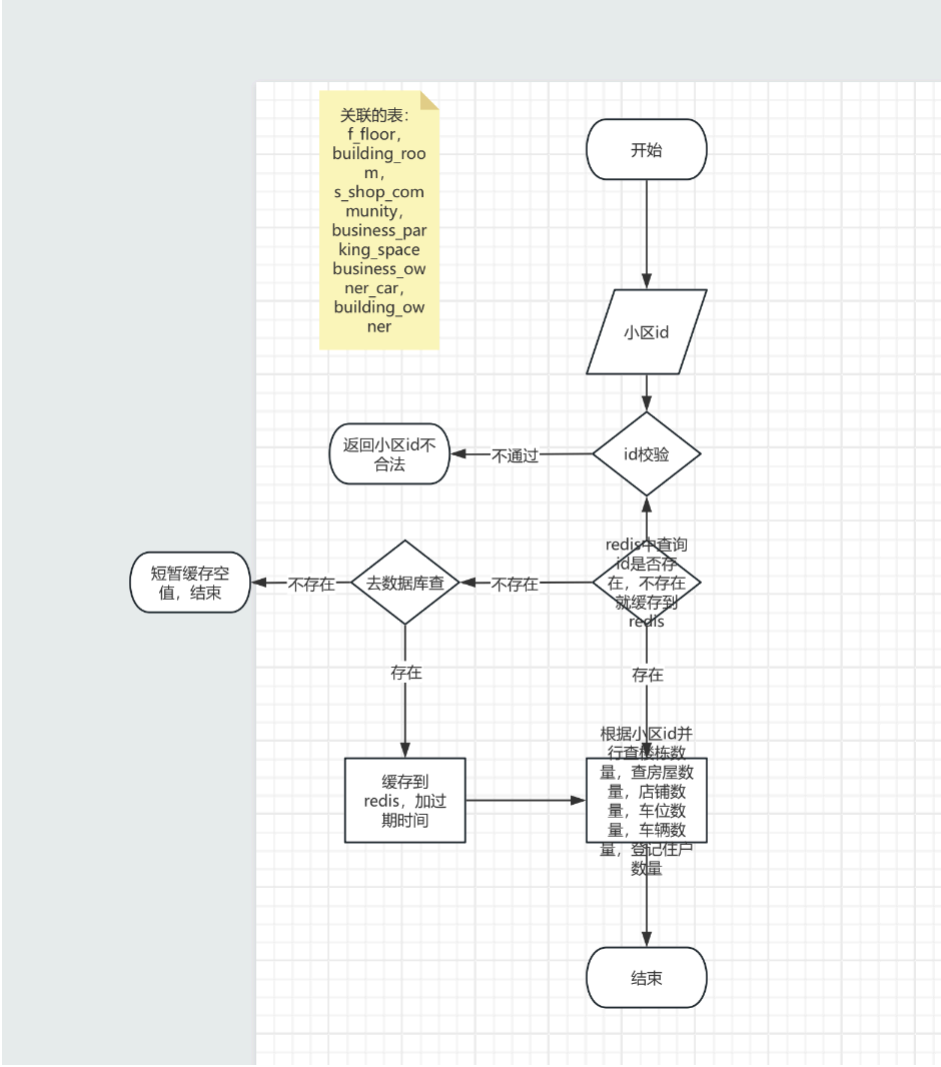 关联的表：
f_floor，
building_roo
m，
s_shop_com
munity，
business_par
king_space
business_ow
ner_car，
building_ow
ner
开始
小区id
id校验
不通过
返回小区id不
合法
redis中查询
id是否存
在，不存在
就缓存到
redis
不存在
去数据库查
不存在
短暂缓存空
值，结束
存在
存在
缓存到
redis，加过
期时间
根据小区id并
行查楼栋数
量，查房屋数
量，店铺数
量，车位数
量，车辆数
量，登记住户
数量
结束